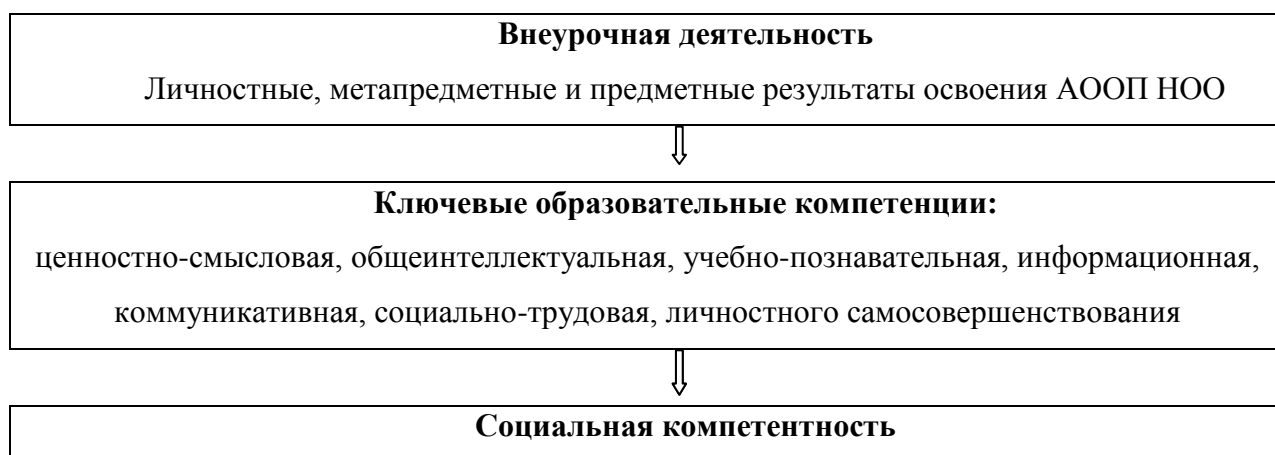 Внеурочная деятельность
Личностные, метапредметные и предметные результаты освоения АООП НОО
Ключевые образовательные компетенции:
ценностно-смысловая, общеинтеллектуальная, учебно-познавательная, информационная,
коммуникативная, социально-трудовая, личностного самосовершенствования
Социальная компетентность